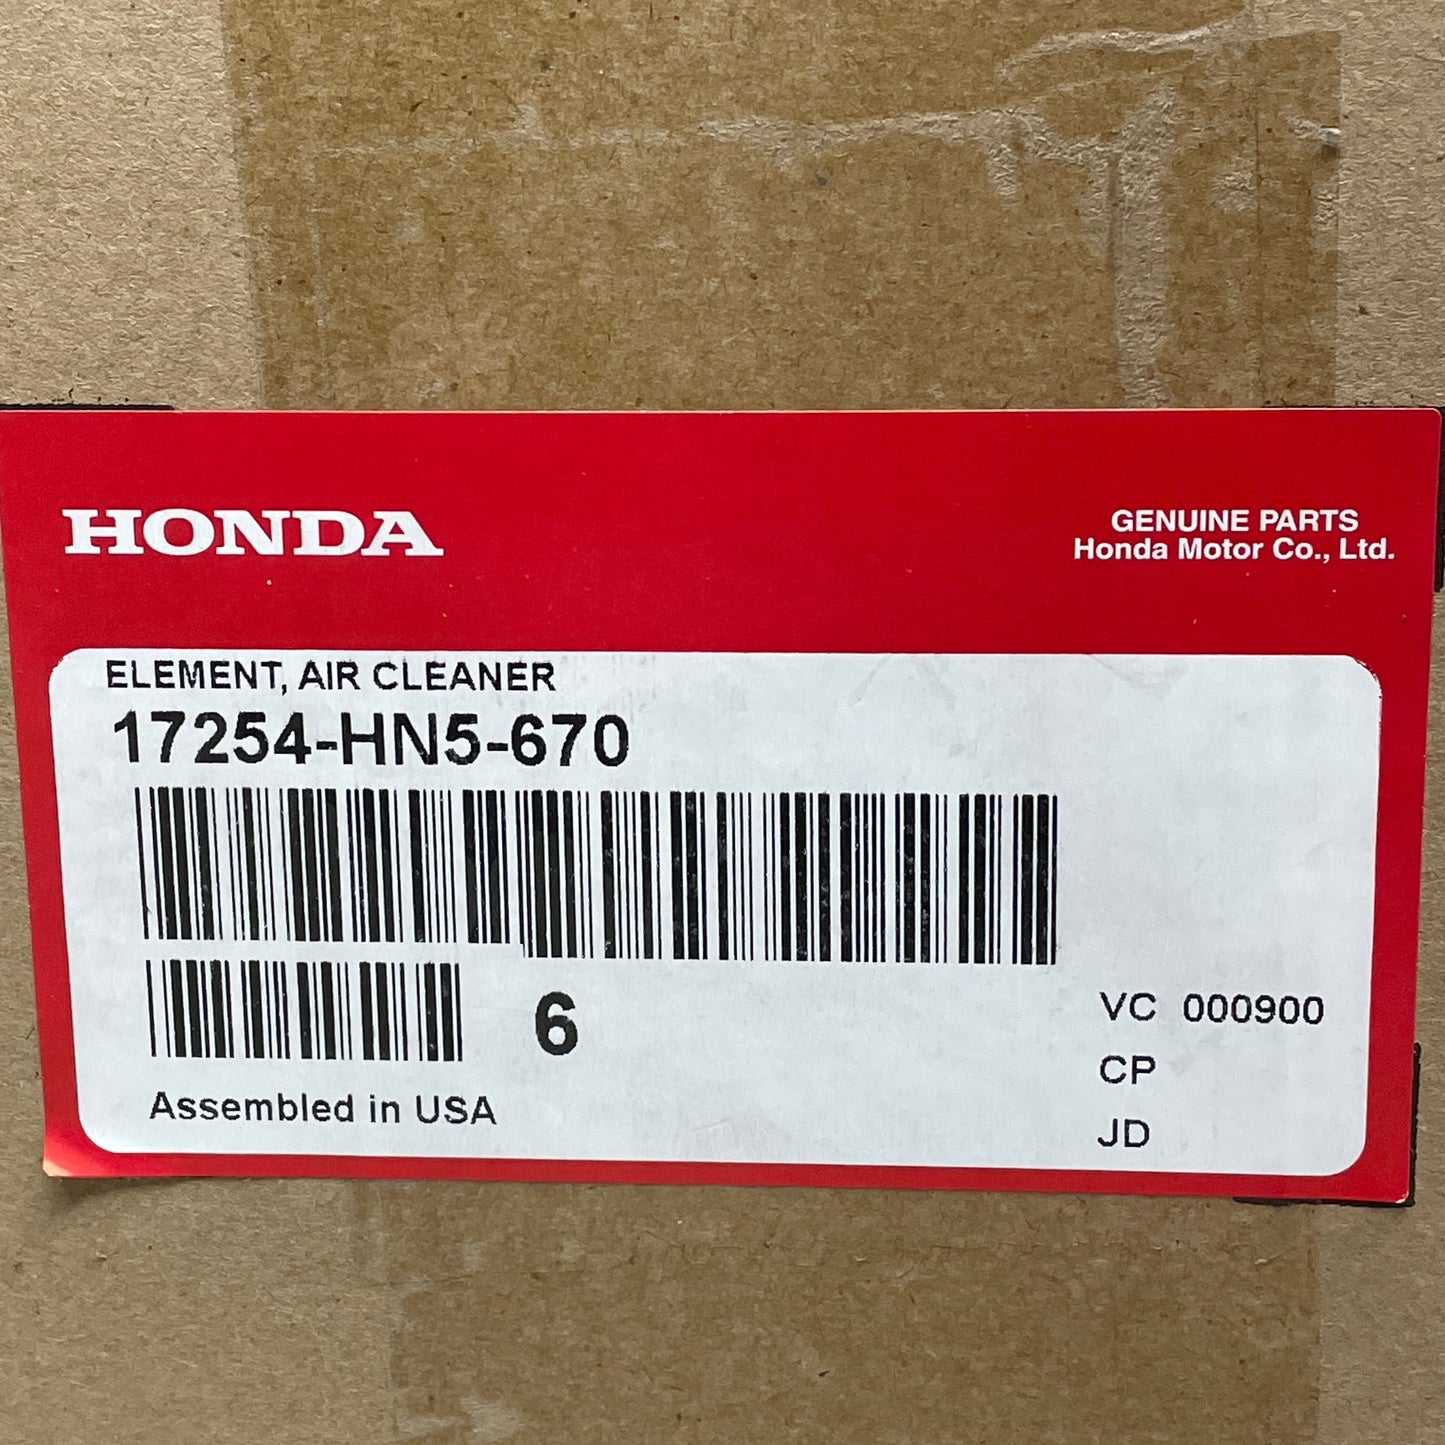 HONDA
GENUINE PARTS
Honda Motor Co., Ltd.
ELEMENT, AIR CLEANER
17254-HN5-670
6
VC 000900
CP
JD
Assembled in USA